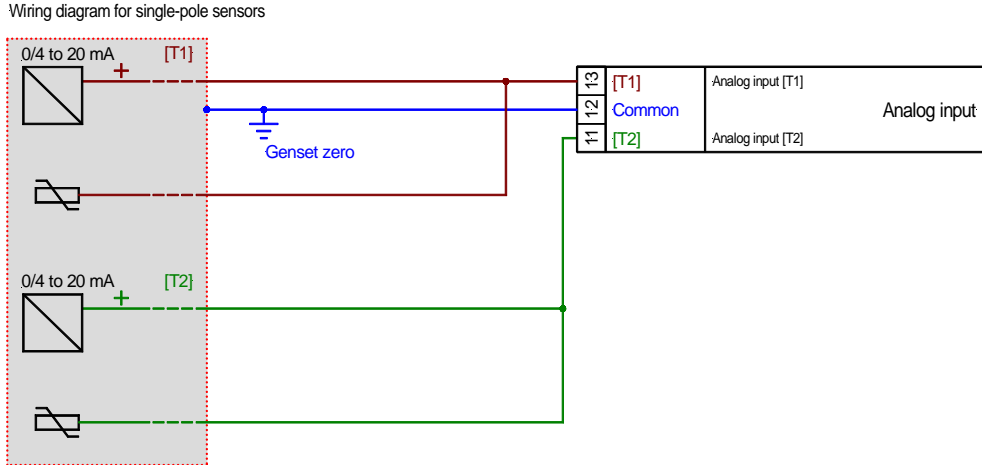 Wiring diagram for single-pole sensors
0/4 to 20 mA
+
[T1]
13
[T1]
Analog input [T1]
12
Common
Analog input
11
[T2]
Analog input [T2]
Genset zero
0/4 to 20 mA
+
[T2]